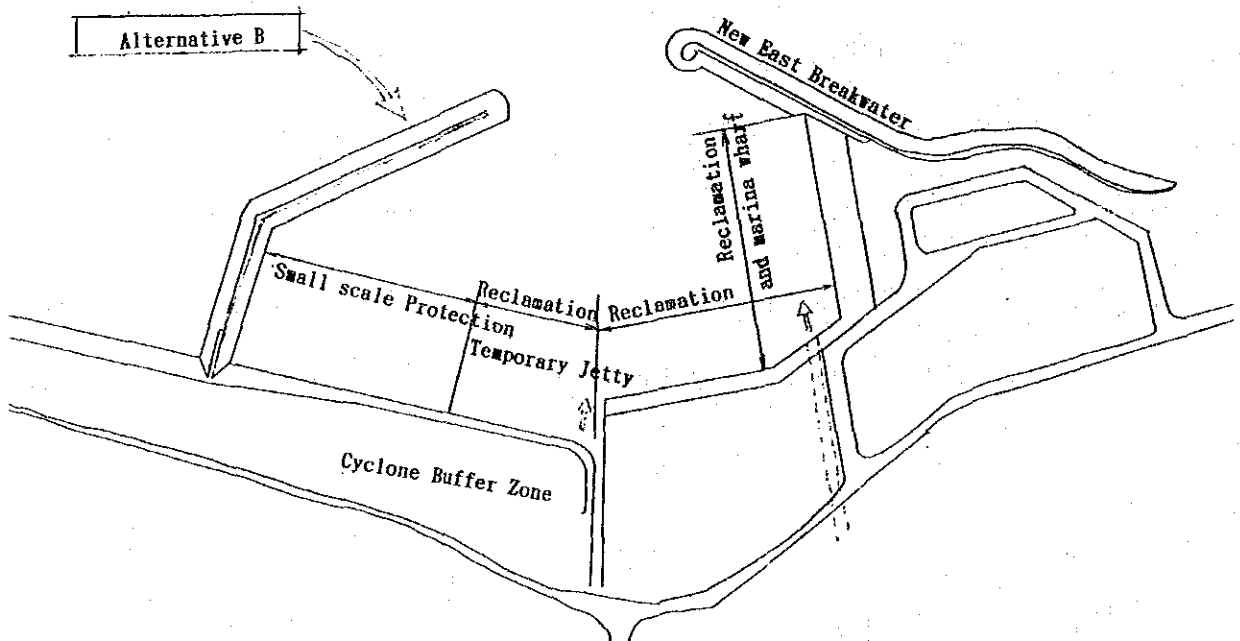 Alternative B
New East Breakwater
Reclamation
and marina wharf
Small scale Protection
Reclamation
Reclamation
Temporary Jetty
Cyclone Buffer Zone